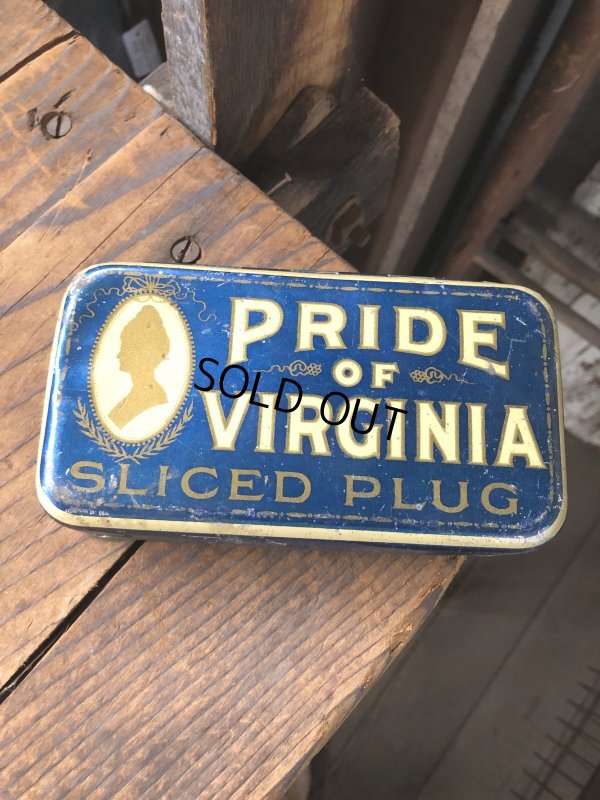 PRIDE
OF
VIRGINIA
SLICED PLUG
SOLD OUT